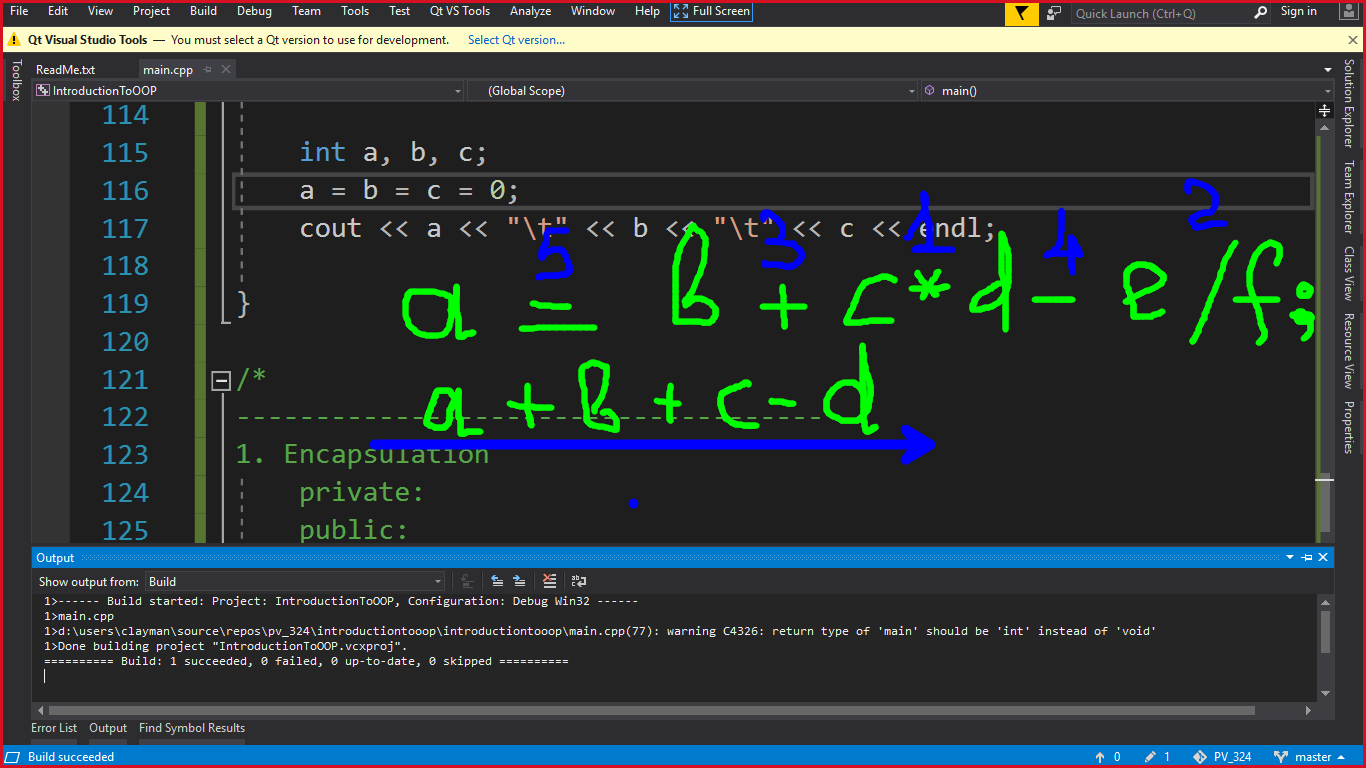 File Edit View Project Build Debug Team Tools Test Qt VS Tools Analyze Window Help Full Screen Quick Launch (Ctrl+Q) Sign in
Qt Visual Studio Tools — You must select a Qt version to use for development. Select Qt version...
Toolbox
ReadMe.txt main.cpp
IntroductionToOOP (Global Scope) main()
114
115 int a, b, c;
116 a = b = c = 0;
117 cout << a << "\t" << b << "\t" << c << endl;
118
119 }
120
121 /*
122 --------------------------------------
123 1. Encapsulation
124 private:
125 public:
5 3 1 4 2
a = b + c * d - e / f;
a + b + c - d
Solution Explorer
Team Explorer
Class View
Resource View
Properties
Output
Show output from: Build
1>------ Build started: Project: IntroductionToOOP, Configuration: Debug Win32 ------
1>main.cpp
1>d:\users\clayman\source\repos\pv_324\introductiontooop\introductiontooop\main.cpp(77): warning C4326: return type of 'main' should be 'int' instead of 'void'
1>Done building project "IntroductionToOOP.vcxproj".
========== Build: 1 succeeded, 0 failed, 0 up-to-date, 0 skipped ==========
Error List Output Find Symbol Results
Build succeeded 0 1 PV_324 master